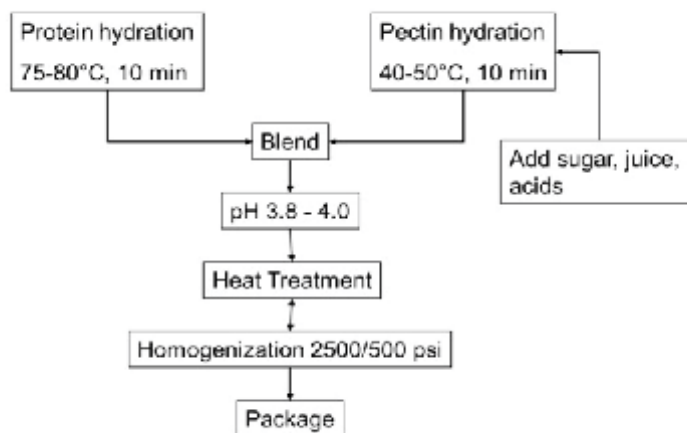 Protein hydration
75-80°C, 10 min
Pectin hydration
40-50°C, 10 min
Blend
Add sugar, juice,
acids
pH 3.8 - 4.0
Heat Treatment
Homogenization 2500/500 psi
Package